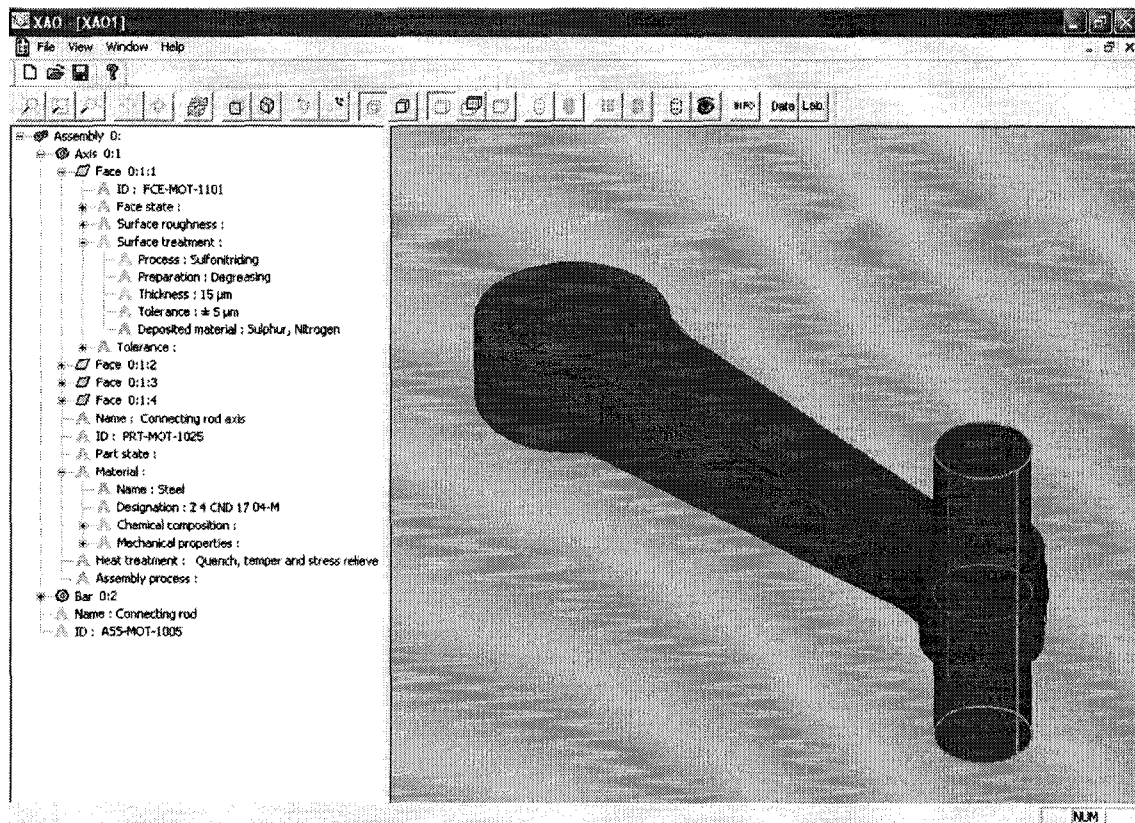 XAO - [XAO1]
File View Window Help
INFO Data Lab.
Assembly 0:
Axis 0:1
Face 0:1:1
ID : FCE-MOT-1101
Face state :
Surface roughness :
Surface treatment :
Process : Sulfonitriding
Preparation : Degreasing
Thickness : 15 µm
Tolerance : ± 5 µm
Deposited material : Sulphur, Nitrogen
Tolerance :
Face 0:1:2
Face 0:1:3
Face 0:1:4
Name : Connecting rod axis
ID : PRT-MOT-1025
Part state :
Material :
Name : Steel
Designation : Z 4 CND 17 04-M
Chemical composition :
Mechanical properties :
Heat treatment : Quench, temper and stress relieve
Assembly process :
Bar 0:2
Name : Connecting rod
ID : ASS-MOT-1005
NUM